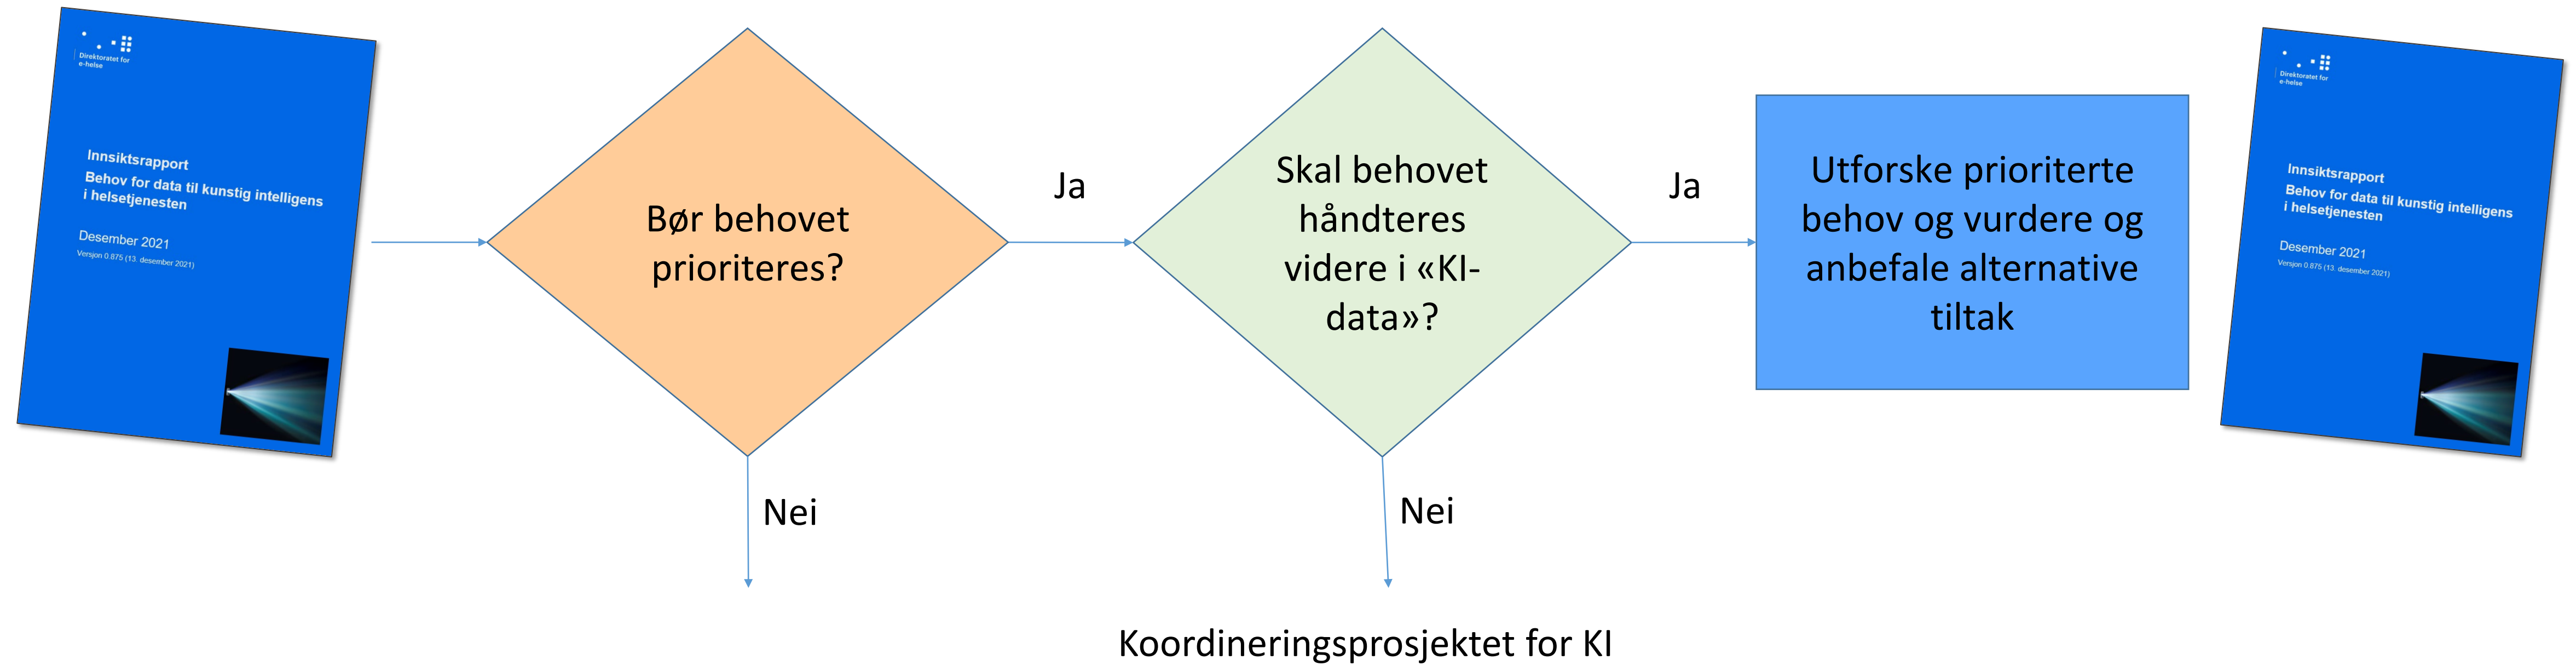 Direktoratet for
e-helse
Innsiktsrapport
Behov for data til kunstig intelligens
i helsetjenesten
Desember 2021
Versjon 0.875 (13. desember 2021)
Bør behovet
prioriteres?
Ja
Nei
Skal behovet
håndteres
videre i «KI-
data»?
Ja
Nei
Koordineringsprosjektet for KI
Utforske prioriterte
behov og vurdere og
anbefale alternative
tiltak
Direktoratet for
e-helse
Innsiktsrapport
Behov for data til kunstig intelligens
i helsetjenesten
Desember 2021
Versjon 0.875 (13. desember 2021)